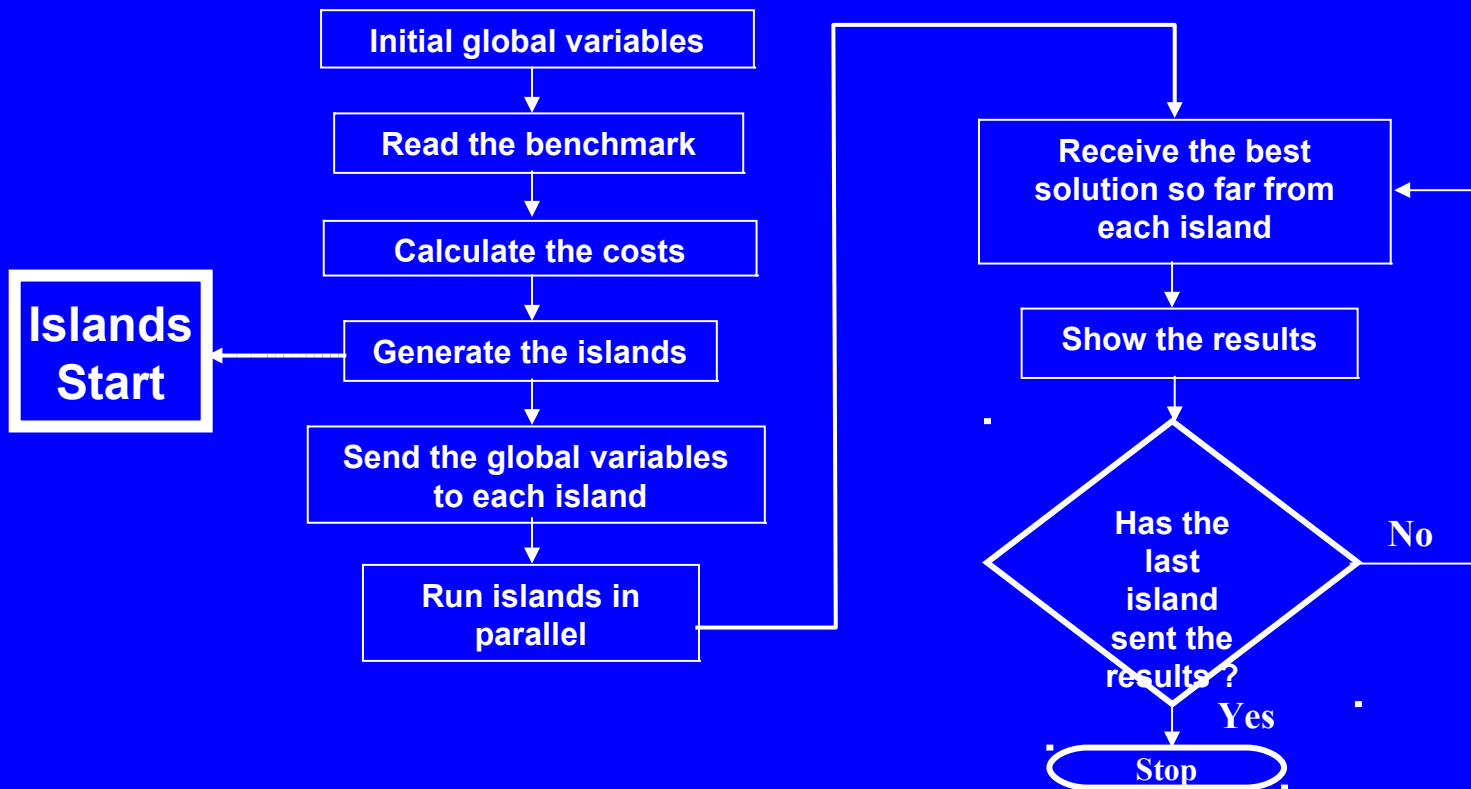 Initial global variables
Read the benchmark
Calculate the costs
Islands
Start
Generate the islands
Send the global variables
to each island
Run islands in
parallel
Receive the best
solution so far from
each island
Show the results
Has the
last
island
sent the
results ?
No
Yes
Stop